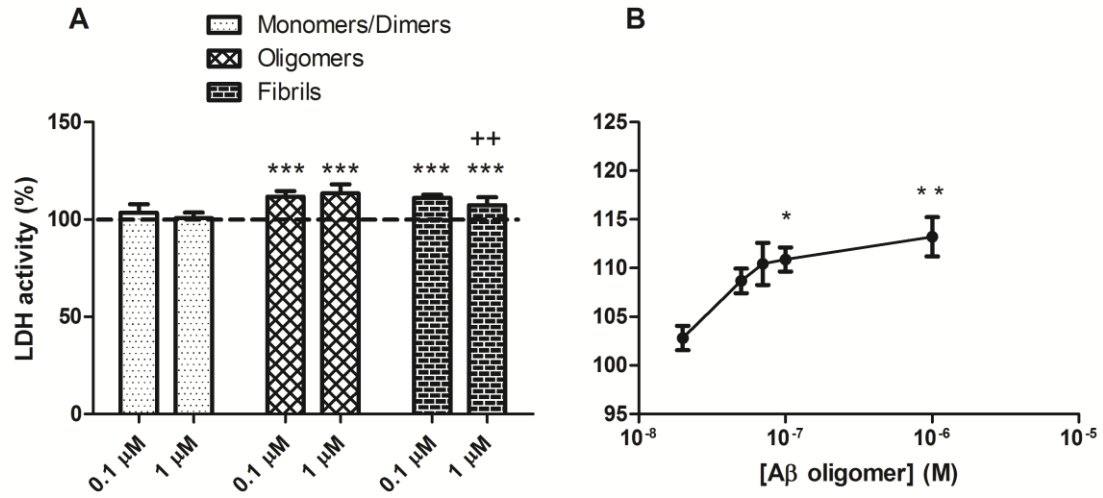 A
Monomers/Dimers
Oligomers
Fibrils
LDH activity (%)
150
100
50
0
***
***
***
++
***
0.1 µM
1 µM
0.1 µM
1 µM
0.1 µM
1 µM
B
125
120
115
110
105
100
95
*
**
10⁻⁸
10⁻⁷
10⁻⁶
10⁻⁵
[Aβ oligomer] (M)